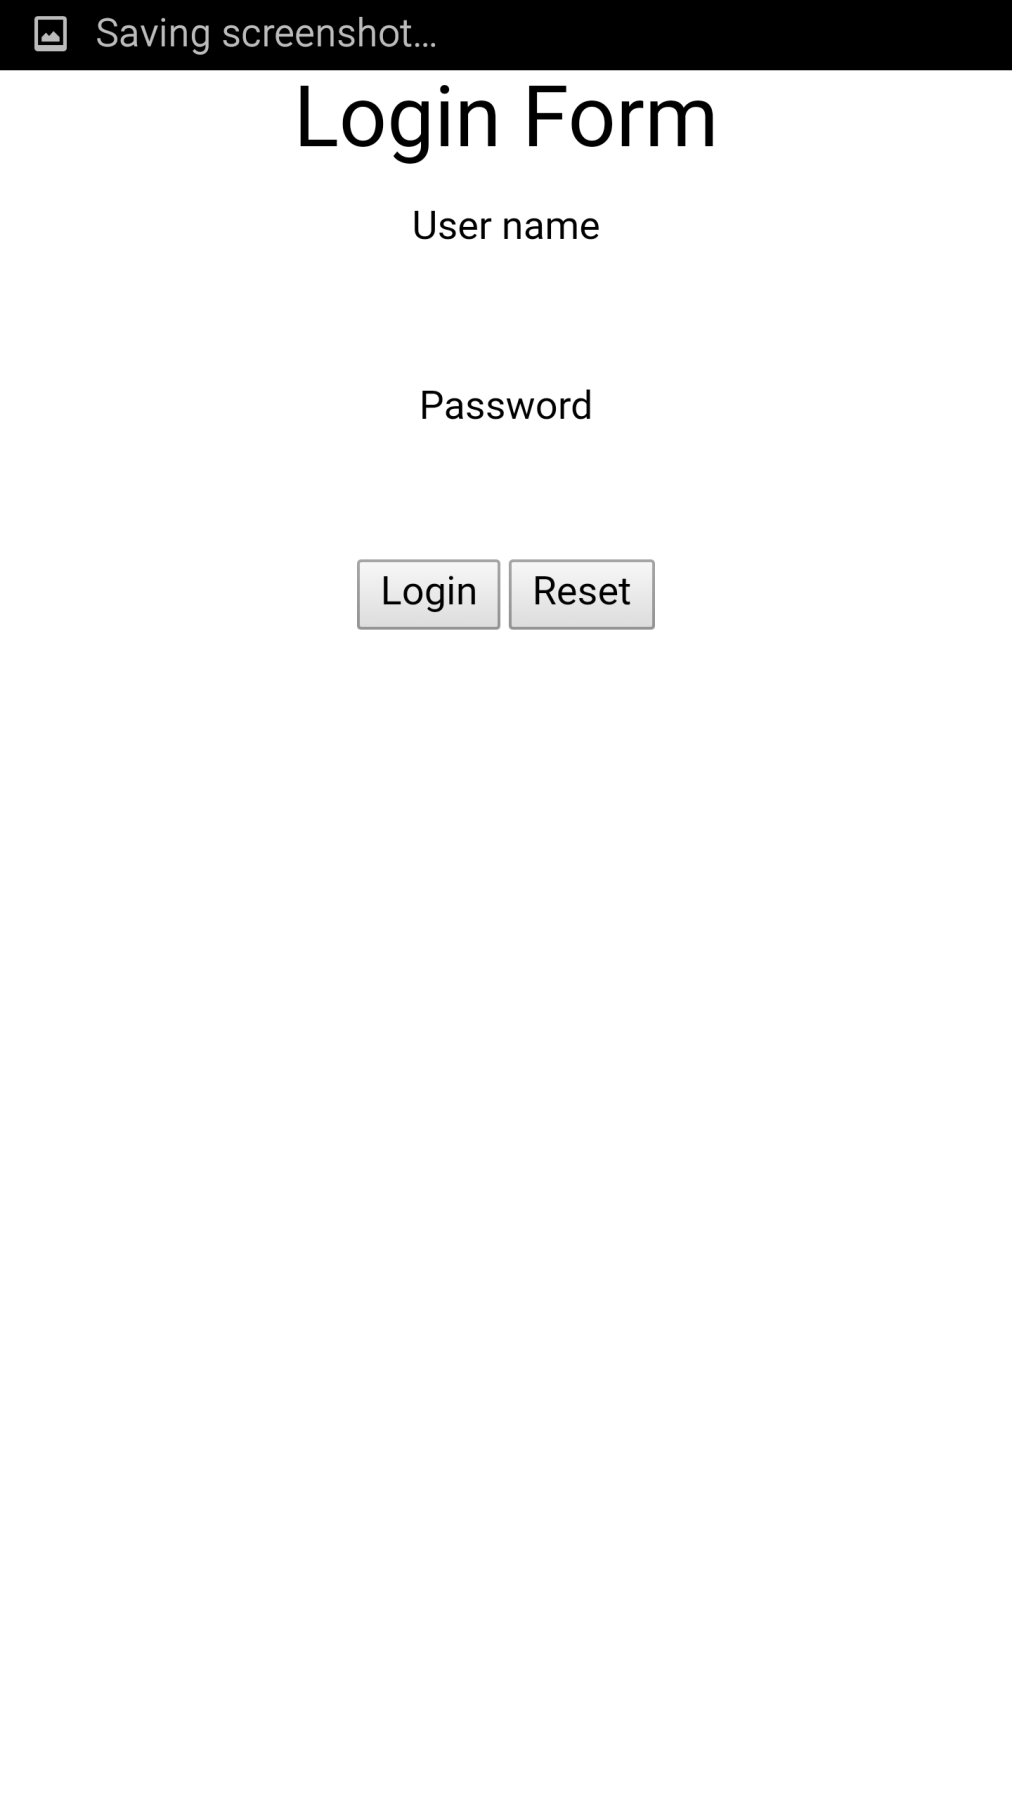 Saving screenshot...
Login Form
User name
Password
Login Reset